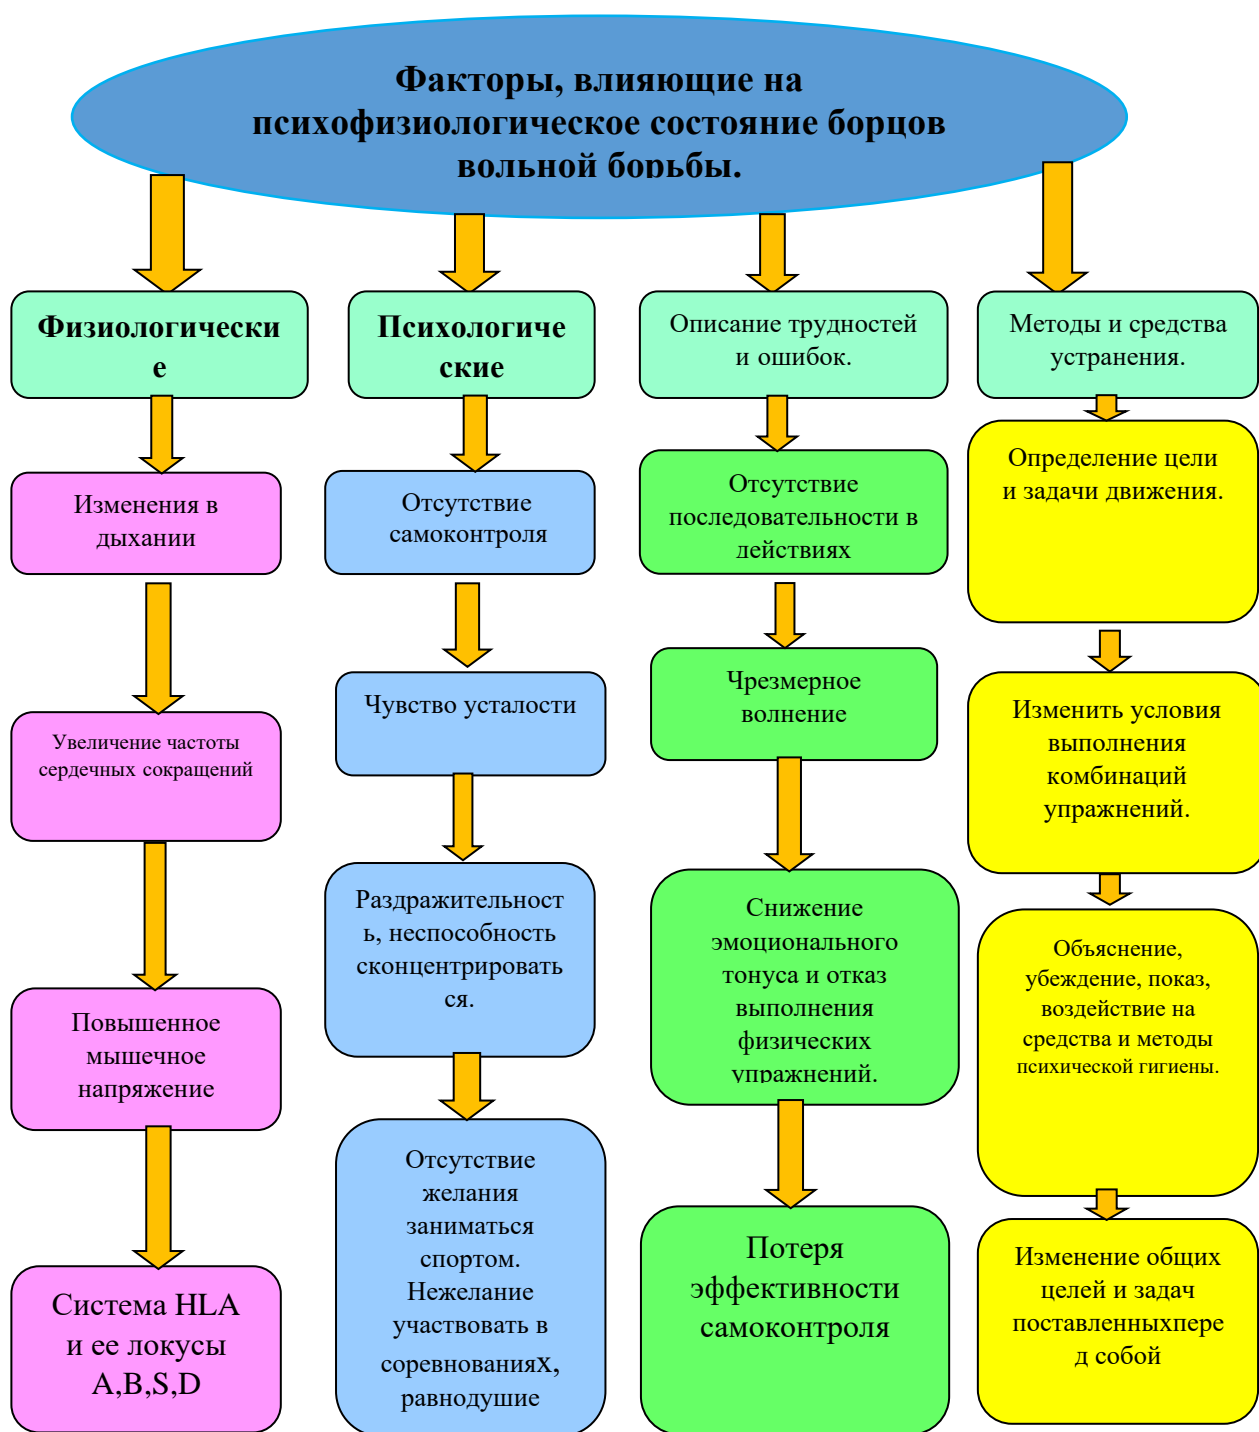 Факторы, влияющие на
психофизиологическое состояние борцов
вольной борьбы.
Физиологически
е
Изменения в
дыхании
Увеличение частоты
сердечных сокращений
Повышенное
мышечное
напряжение
Система HLA
и ее локусы
A,B,S,D
Психологиче
ские
Отсутствие
самоконтроля
Чувство усталости
Раздражительност
ь, неспособность
сконцентрировать
ся.
Отсутствие
желания
заниматься
спортом.
Нежелание
участвовать в
соревнованиях,
равнодушие
Описание трудностей
и ошибок.
Отсутствие
последовательности в
действиях
Чрезмерное
волнение
Снижение
эмоционального
тонуса и отказ
выполнения
физических
упражнений.
Потеря
эффективности
самоконтроля
Методы и средства
устранения.
Определение цели
и задачи движения.
Изменить условия
выполнения
комбинаций
упражнений.
Объяснение,
убеждение, показ,
воздействие на
средства и методы
психической гигиены.
Изменение общих
целей и задач
поставленныхпере
д собой